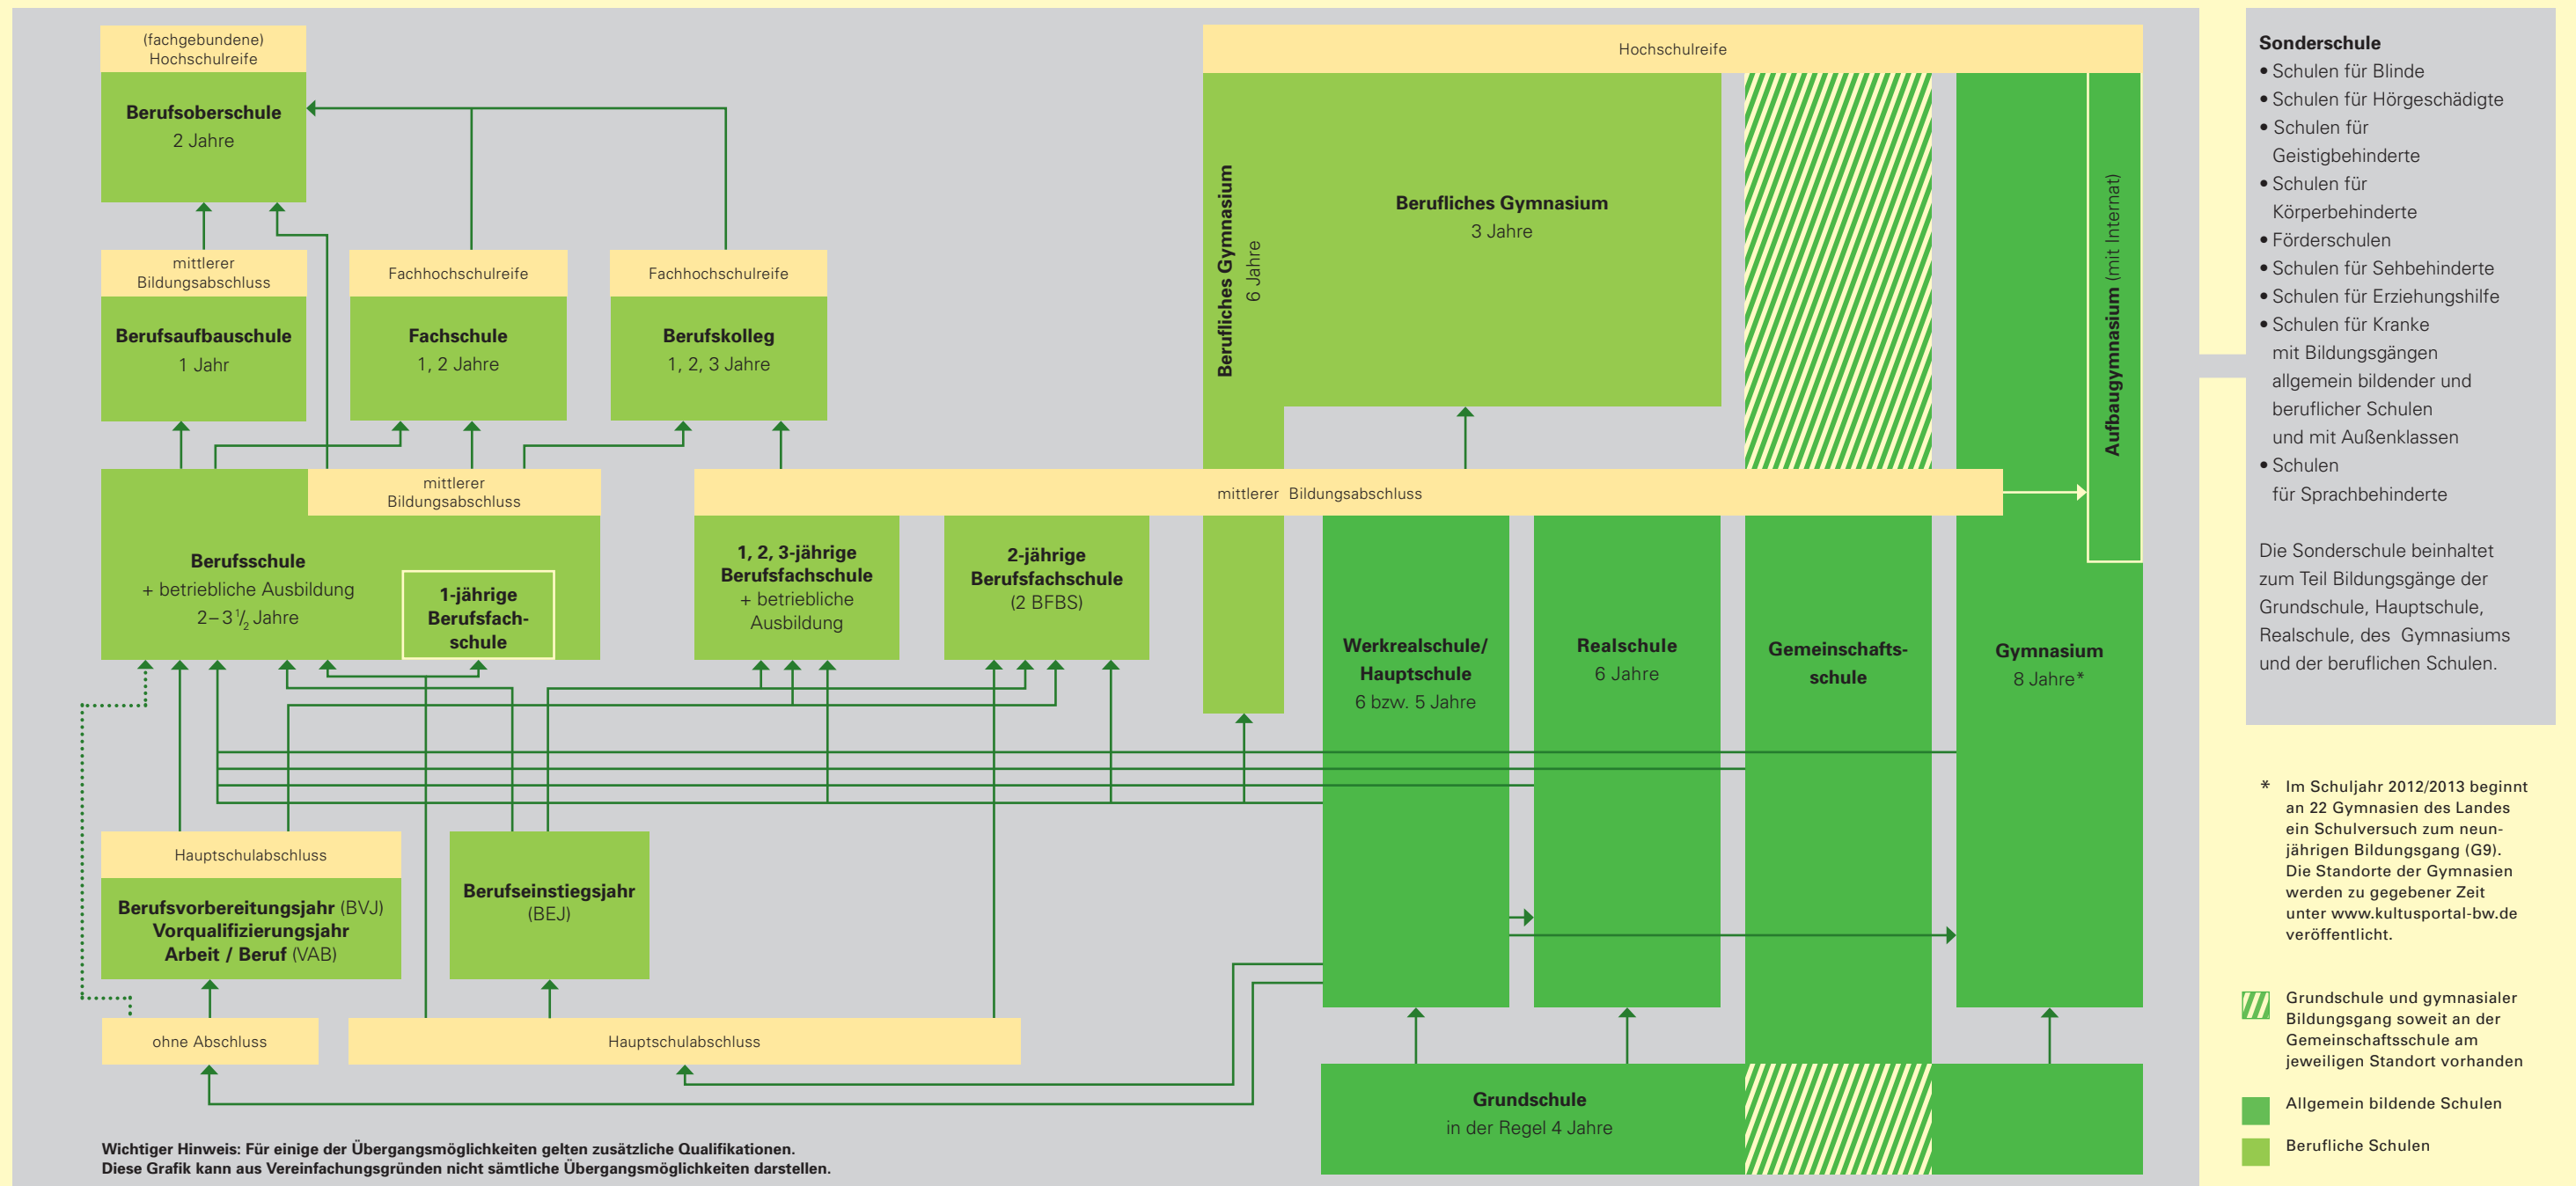 (fachgebundene)
Hochschulreife
Berufsoberschule
2 Jahre
mittlerer
Bildungsabschluss
Berufsaufbauschule
1 Jahr
Fachhochschulreife
Fachschule
1, 2 Jahre
Fachhochschulreife
Berufskolleg
1, 2, 3 Jahre
Hochschulreife
Berufliches Gymnasium
6 Jahre
Berufliches Gymnasium
3 Jahre
Aufbaugymnasium (mit Internat)
mittlerer
Bildungsabschluss
Berufsschule
+ betriebliche Ausbildung
2–3 1/2 Jahre
1-jährige
Berufsfach-
schule
mittlerer Bildungsabschluss
1, 2, 3-jährige
Berufsfachschule
+ betriebliche
Ausbildung
2-jährige
Berufsfachschule
(2 BFBS)
Werkrealschule/
Hauptschule
6 bzw. 5 Jahre
Realschule
6 Jahre
Gemeinschafts-
schule
Gymnasium
8 Jahre*
Hauptschulabschluss
Berufsvorbereitungsjahr (BVJ)
Vorqualifizierungsjahr
Arbeit / Beruf (VAB)
Berufseinstiegsjahr
(BEJ)
ohne Abschluss
Hauptschulabschluss
Grundschule
in der Regel 4 Jahre
Wichtiger Hinweis: Für einige der Übergangsmöglichkeiten gelten zusätzliche Qualifikationen.
Diese Grafik kann aus Vereinfachungsgründen nicht sämtliche Übergangsmöglichkeiten darstellen.
Sonderschule
• Schulen für Blinde
• Schulen für Hörgeschädigte
• Schulen für
Geistigbehinderte
• Schulen für
Körperbehinderte
• Förderschulen
• Schulen für Sehbehinderte
• Schulen für Erziehungshilfe
• Schulen für Kranke
mit Bildungsgängen
allgemein bildender und
beruflicher Schulen
und mit Außenklassen
• Schulen
für Sprachbehinderte
Die Sonderschule beinhaltet
zum Teil Bildungsgänge der
Grundschule, Hauptschule,
Realschule, des Gymnasiums
und der beruflichen Schulen.
* Im Schuljahr 2012/2013 beginnt
an 22 Gymnasien des Landes
ein Schulversuch zum neun-
jährigen Bildungsgang (G9).
Die Standorte der Gymnasien
werden zu gegebener Zeit
unter www.kultusportal-bw.de
veröffentlicht.
Grundschule und gymnasialer
Bildungsgang soweit an der
Gemeinschaftsschule am
jeweiligen Standort vorhanden
Allgemein bildende Schulen
Berufliche Schulen